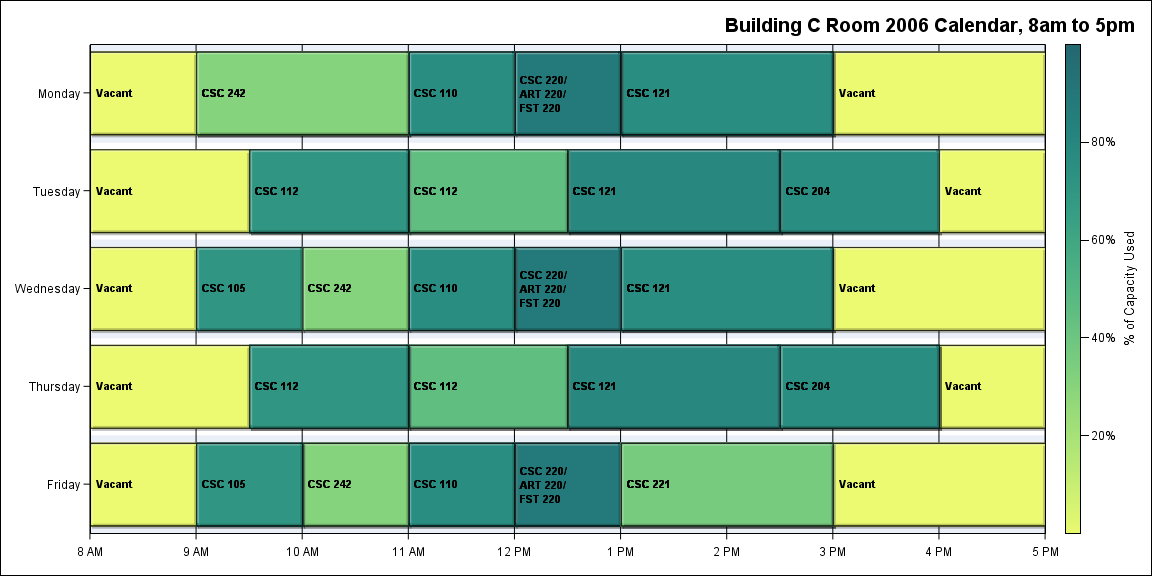 Building C Room 2006 Calendar, 8am to 5pm
Monday
Vacant
CSC 242
CSC 110
CSC 220/
ART 220/
FST 220
CSC 121
Vacant
Tuesday
Vacant
CSC 112
CSC 112
CSC 121
CSC 204
Vacant
Wednesday
Vacant
CSC 105
CSC 242
CSC 110
CSC 220/
ART 220/
FST 220
CSC 121
Vacant
Thursday
Vacant
CSC 112
CSC 112
CSC 121
CSC 204
Vacant
Friday
Vacant
CSC 105
CSC 242
CSC 110
CSC 220/
ART 220/
FST 220
CSC 221
Vacant
8 AM
9 AM
10 AM
11 AM
12 PM
1 PM
2 PM
3 PM
4 PM
5 PM
80%
60%
40%
20%
% of Capacity Used